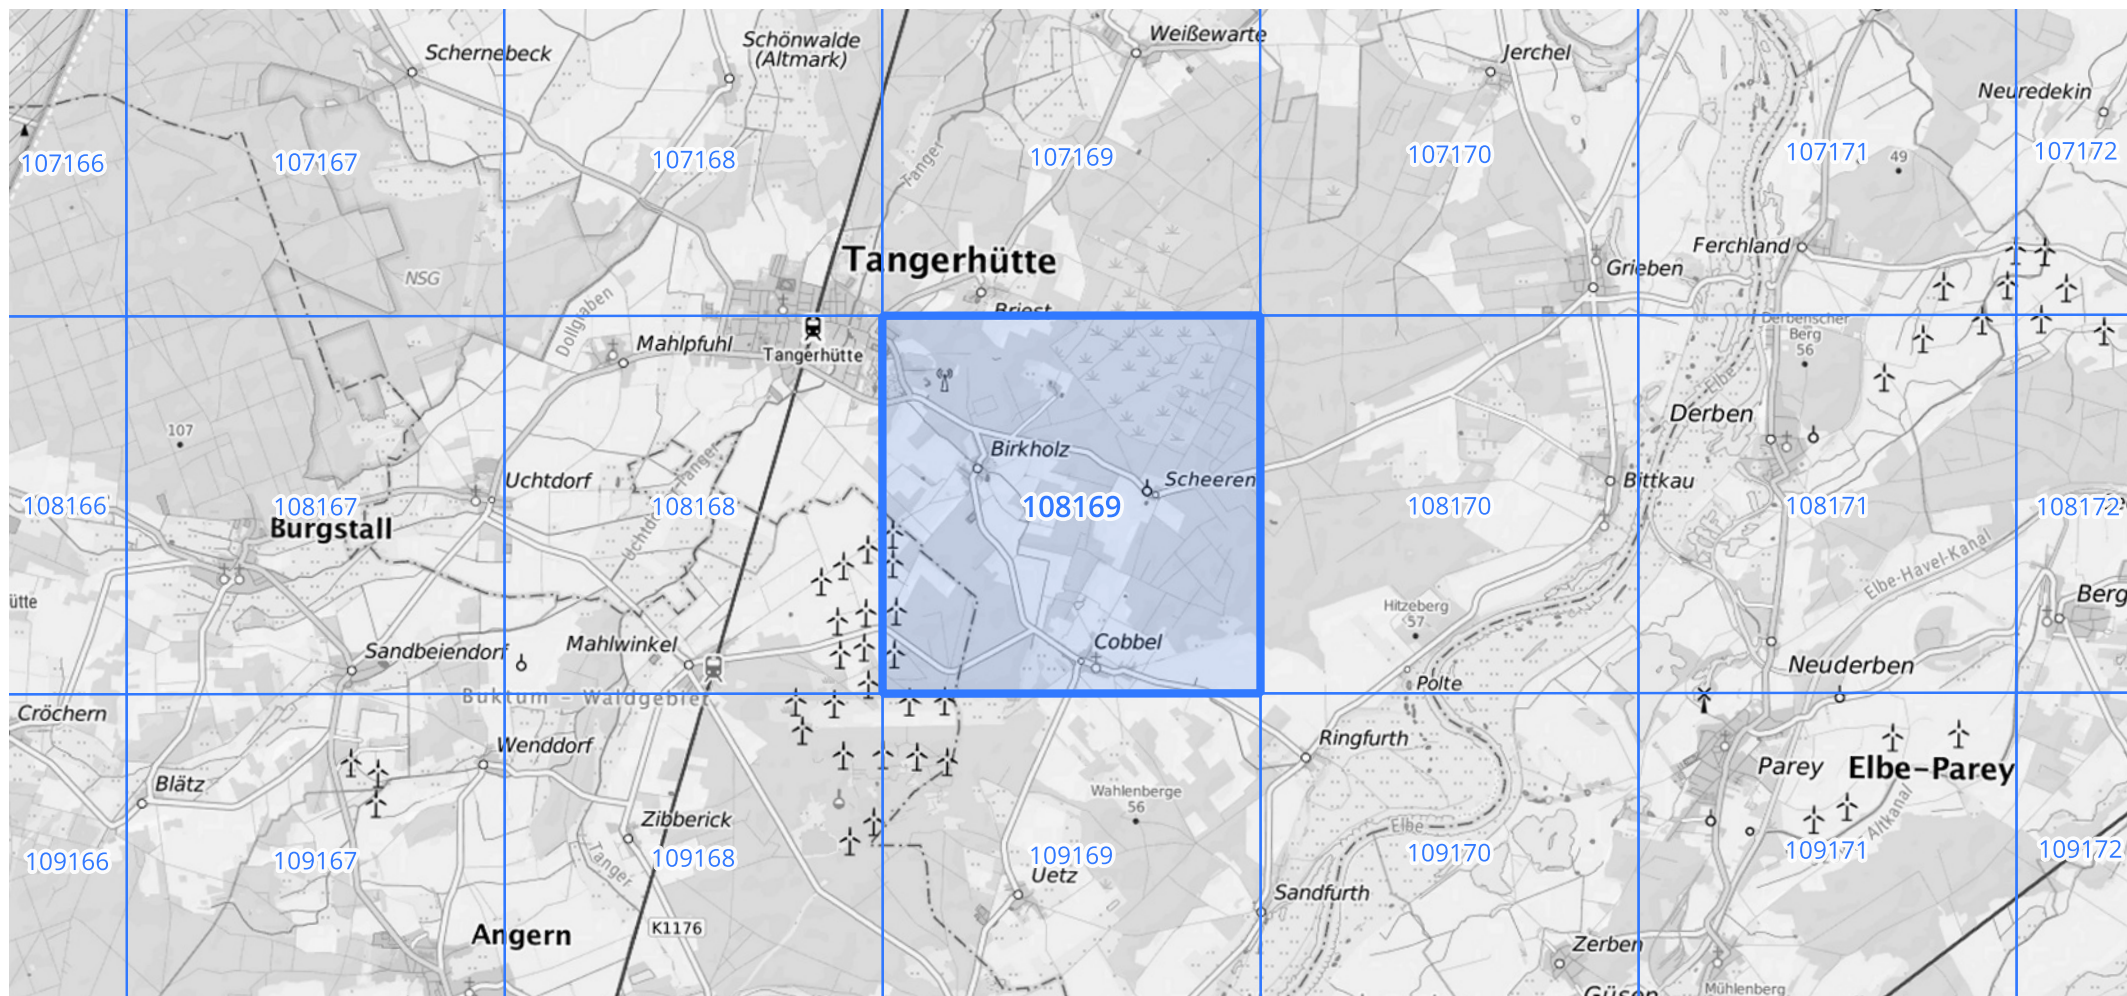 Schernebeck
Schönwalde
(Altmark)
Weißewarte
Jerchel
Neuredekin
107166
107167
107168
107169
107170
107171
107172
49
Tanger
NSG
Tangerhütte
Grieben
Ferchland
Dollgraben
Briest
Mahlpfuhl
Tangerhütte
Derbenscher
Berg
56
Elbe
Derben
107
Birkholz
Scheeren
Uchtdorf
Bittkau
108166
108167
108168
108169
108170
108171
108172
Burgstall
Uchtdorfer Tanger
Elbe-Havel-Kanal
ütte
Berg
Hitzeberg
57
Sandbeiendorf
Mahlwinkel
Cobbel
Neuderben
Polte
Buktum - Waldgebiet
Cröchern
Wenddorf
Ringfurth
Parey
Elbe-Parey
Blätz
Wahlenberge
56
Zibberick
Elbe
Altkanal
109166
109167
109168
109169
109170
109171
109172
Tanger
Uetz
Sandfurth
K1176
Angern
Zerben
Güsen
Mühlenberg